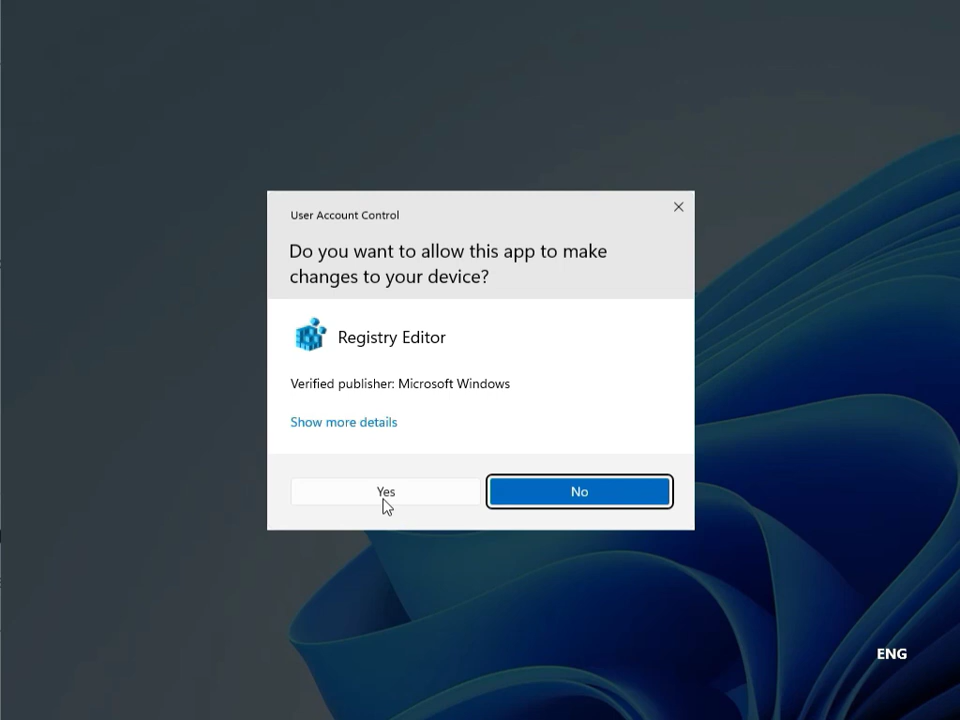 User Account Control
Do you want to allow this app to make
changes to your device?
Registry Editor
Verified publisher: Microsoft Windows
Show more details
Yes
No
ENG